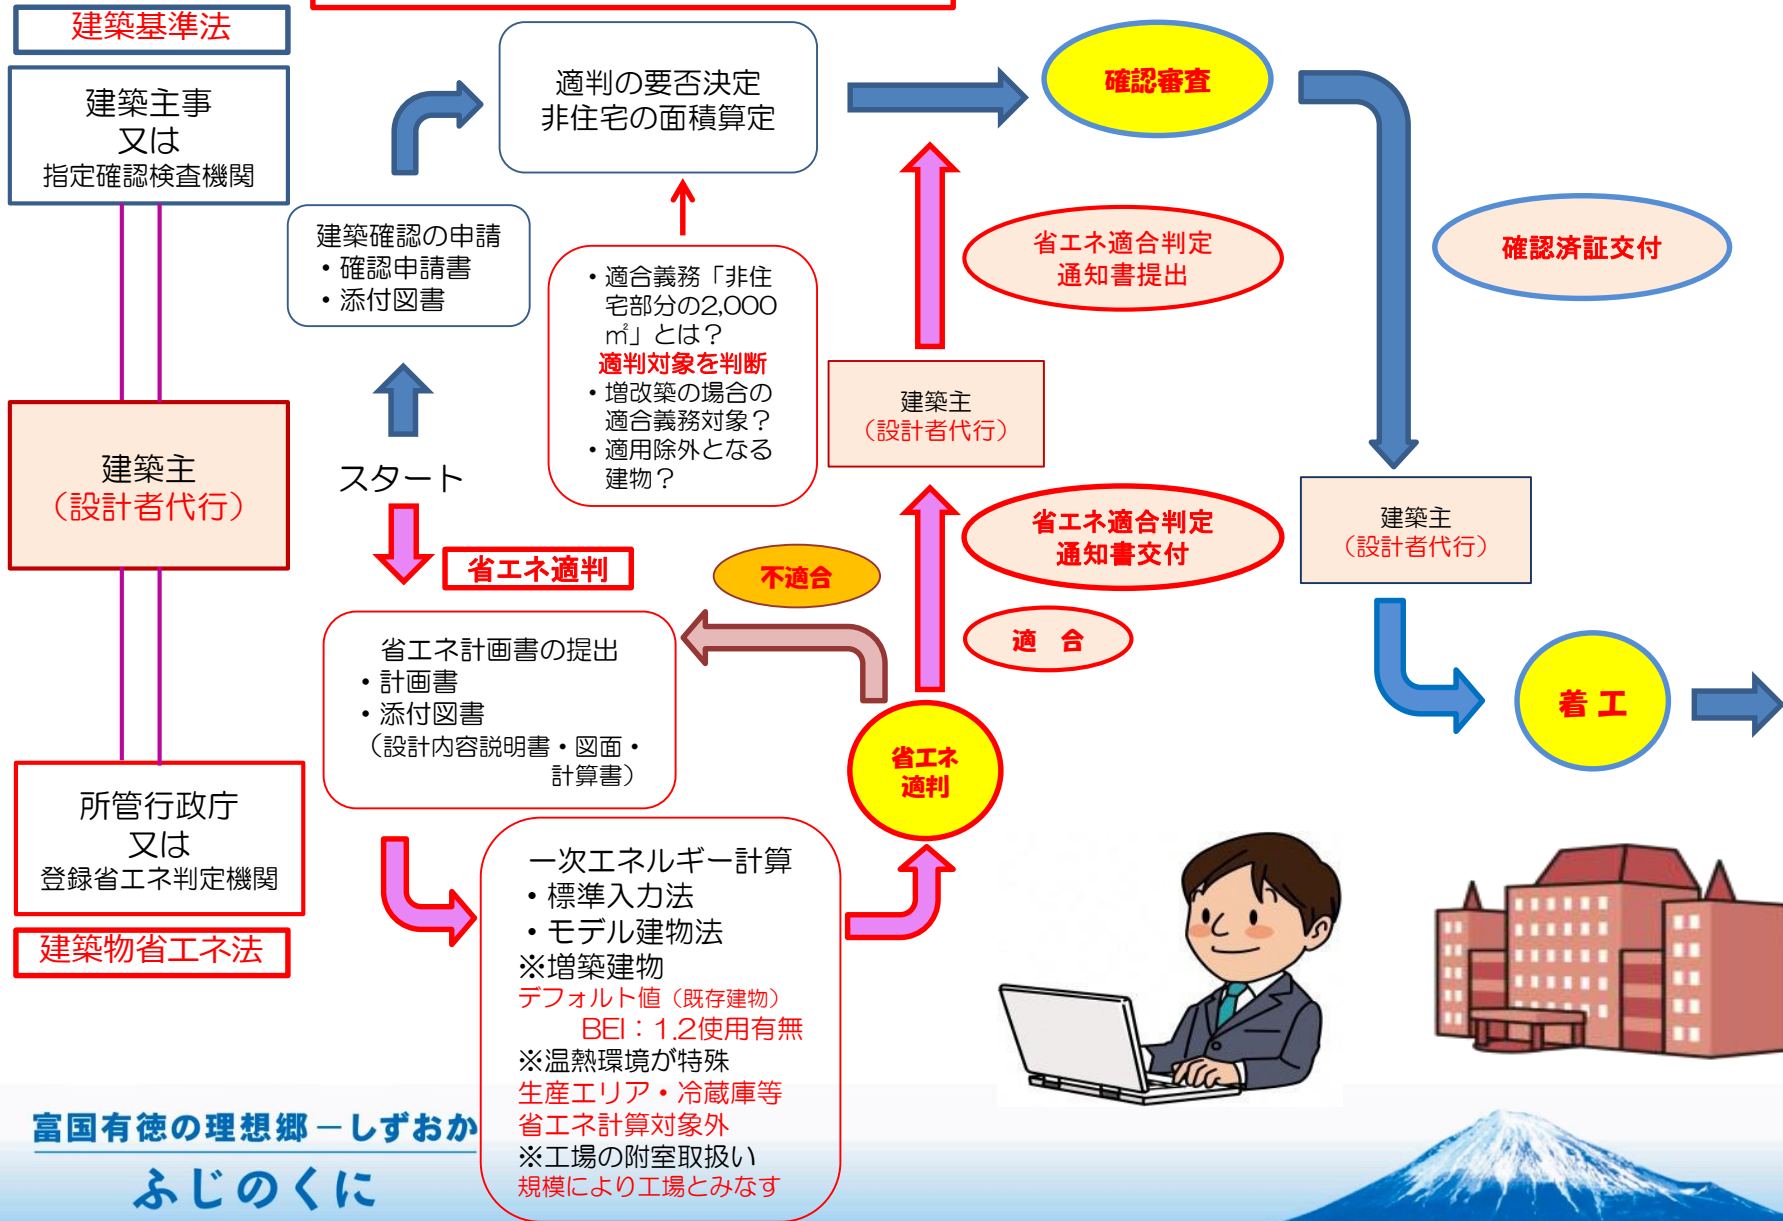 建築基準法
建築主事
又は
指定確認検査機関
建築主
（設計者代行）
所管行政庁
又は
登録省エネ判定機関
建築物省エネ法
適判の要否決定
非住宅の面積算定
建築確認の申請
・確認申請書
・添付図書
スタート
省エネ適判
・適合義務「非住
宅部分の2,000
㎡」とは？
適判対象を判断
・増改築の場合の
適合義務対象？
・適用除外となる
建物？
省エネ計画書の提出
・計画書
・添付図書
（設計内容説明書・図面・
計算書）
一次エネルギー計算
・標準入力法
・モデル建物法
※増築建物
デフォルト値（既存建物）
BEI：1.2使用有無
※温熱環境が特殊
生産エリア・冷蔵庫等
省エネ計算対象外
※工場の附室取扱い
規模により工場とみなす
不適合
省エネ
適判
適　合
省エネ適合判定
通知書交付
建築主
（設計者代行）
省エネ適合判定
通知書提出
確認審査
確認済証交付
建築主
（設計者代行）
着 工
富国有徳の理想郷－しずおか
ふじのくに